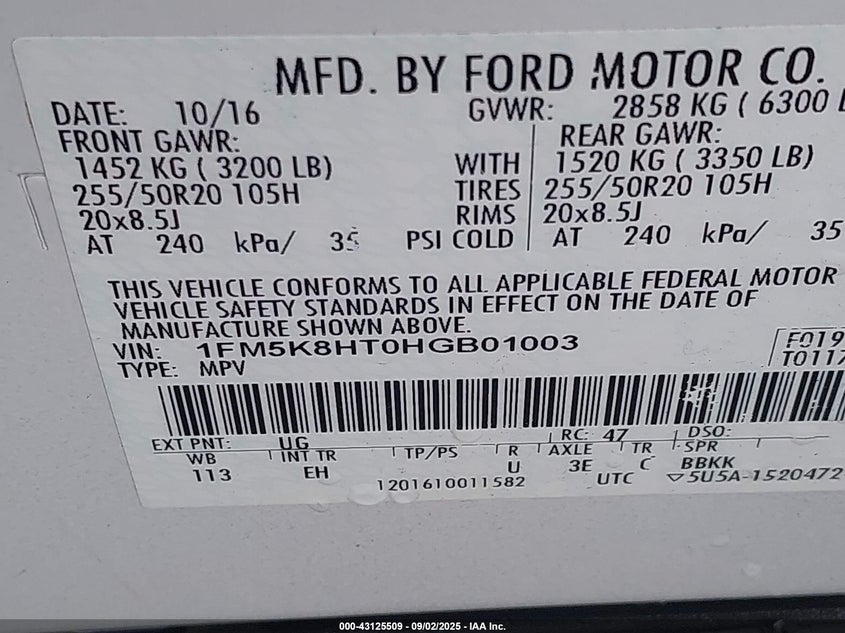 MFD. BY FORD MOTOR CO.
DATE: 10/16 GVWR: 2858 KG ( 6300 L
FRONT GAWR: REAR GAWR:
1452 KG ( 3200 LB) WITH 1520 KG ( 3350 LB)
255/50R20 105H TIRES 255/50R20 105H
20x8.5J RIMS 20x8.5J
AT 240 kPa/ 35 PSI COLD AT 240 kPa/ 35
THIS VEHICLE CONFORMS TO ALL APPLICABLE FEDERAL MOTOR
VEHICLE SAFETY STANDARDS IN EFFECT ON THE DATE OF
MANUFACTURE SHOWN ABOVE.
VIN: 1FM5K8HT0HGB01003 F019
TYPE: MPV T0117
EXT PNT: UG RC: 47 DSO:
WB INT TR TP/PS R AXLE TR SPR
113 EH U 3E C BBKK
1201610011582 UTC ▽5U5A-1520472
000-43125509 - 09/02/2025 - IAA Inc.